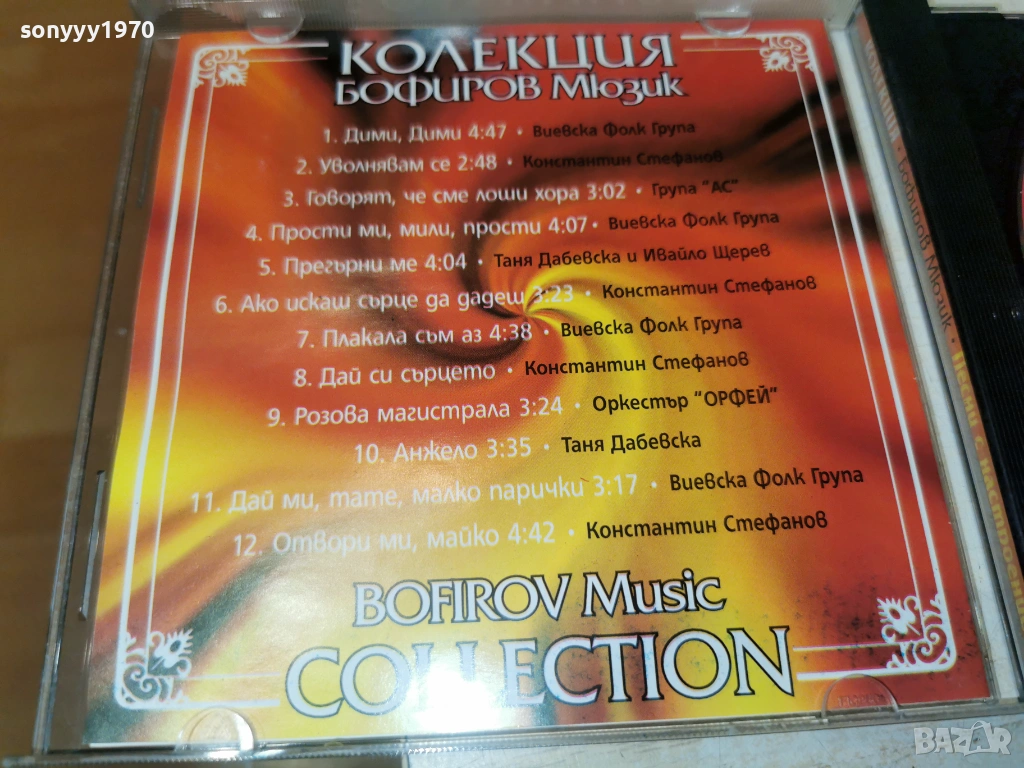 sonyyy1970
КОЛЕКЦИЯ
БОФИРОВ Мюзик
1. Дими, Дими 4:47 • Виевска Фолк Група
2. Уволнявам се 2:48 • Константин Стефанов
3. Говорят, че сме лоши хора 3:02 • Група "АС"
4. Прости ми, мили, прости 4:07 • Виевска Фолк Група
5. Прегърни ме 4:04 • Таня Дабевска и Ивайло Щерев
6. Ако искаш сърце да дадеш 3:23 • Константин Стефанов
7. Плакала съм аз 4:38 • Виевска Фолк Група
8. Дай си сърцето • Константин Стефанов
9. Розова магистрала 3:24 • Оркестър "ОРФЕЙ"
10. Анжело 3:35 • Таня Дабевска
11. Дай ми, тате, малко парички 3:17 • Виевска Фолк Група
12. Отвори ми, майко 4:42 • Константин Стефанов
BOFIROV Music
COLLECTION
Бофиров Мюзик • Песни с настроение
BAZAR